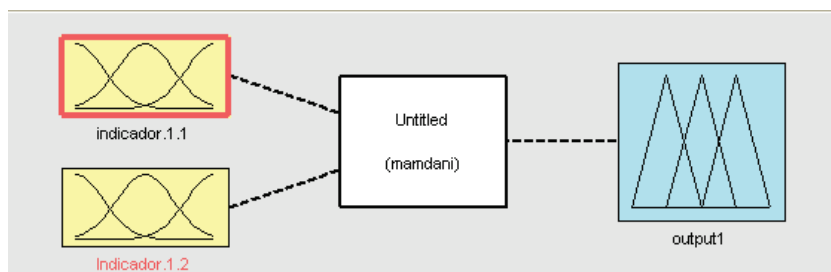 indicador.1.1
Untitled
(mamdani)
output1
Indicador.1.2